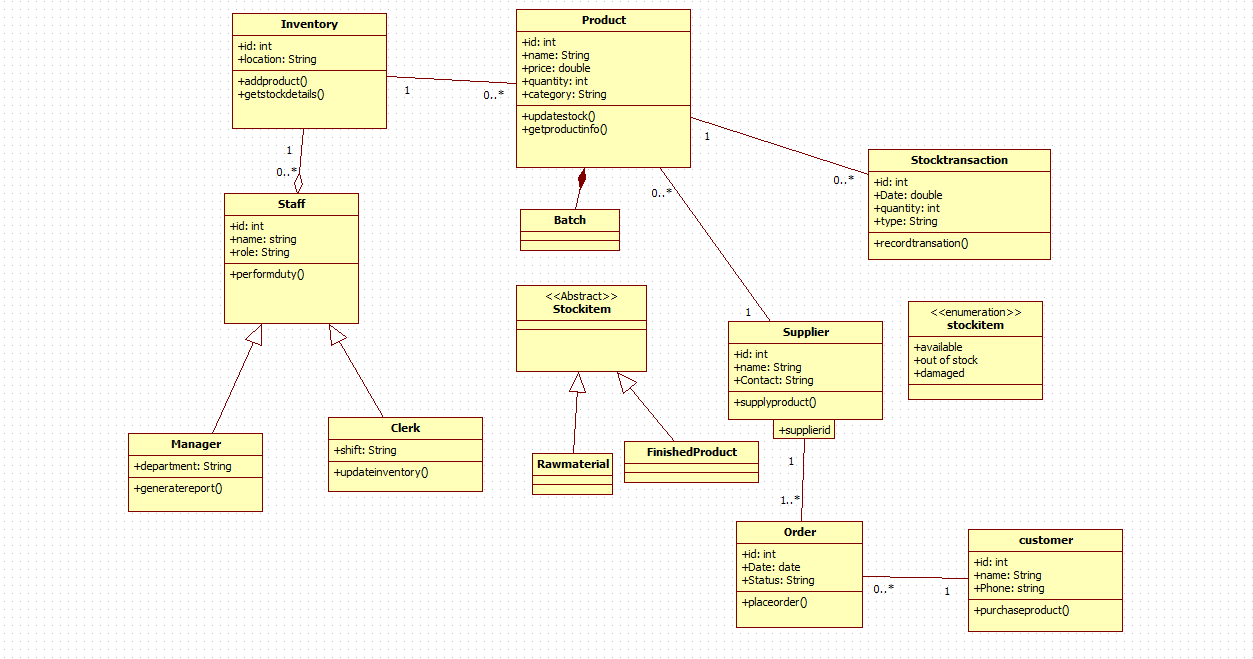 Inventory
+id: int
+location: String
+addproduct()
+getstockdetails()
1
0..*
Product
+id: int
+name: String
+price: double
+quantity: int
+category: String
+updatestock()
+getproductinfo()
1
0..*
Stocktransaction
+id: int
+Date: double
+quantity: int
+type: String
+recordtransation()
1
0..*
Staff
+id: int
+name: string
+role: String
+performduty()
Batch
0..*
1
<<Abstract>>
Stockitem
Supplier
+id: int
+name: String
+Contact: String
+supplyproduct()
+supplierid
<<enumeration>>
stockitem
+available
+out of stock
+damaged
Manager
+department: String
+generatereport()
Clerk
+shift: String
+updateinventory()
Rawmaterial
FinishedProduct
1
1..*
Order
+id: int
+Date: date
+Status: String
+placeorder()
0..*
1
customer
+id: int
+name: String
+Phone: string
+purchaseproduct()